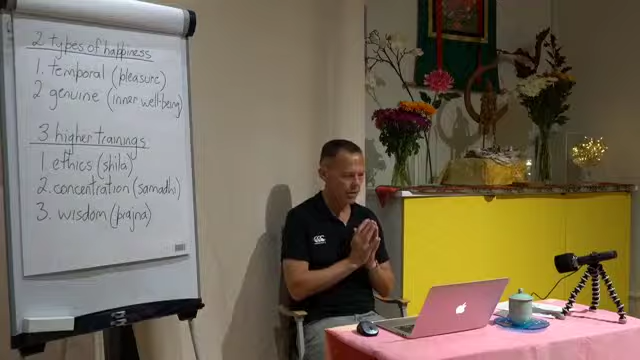 2 types of happiness
1. temporal (pleasure)
2 genuine (inner well-being)
3 higher trainings
1. ethics (shila)
2. concentration (samadhi)
3. wisdom (prajna)